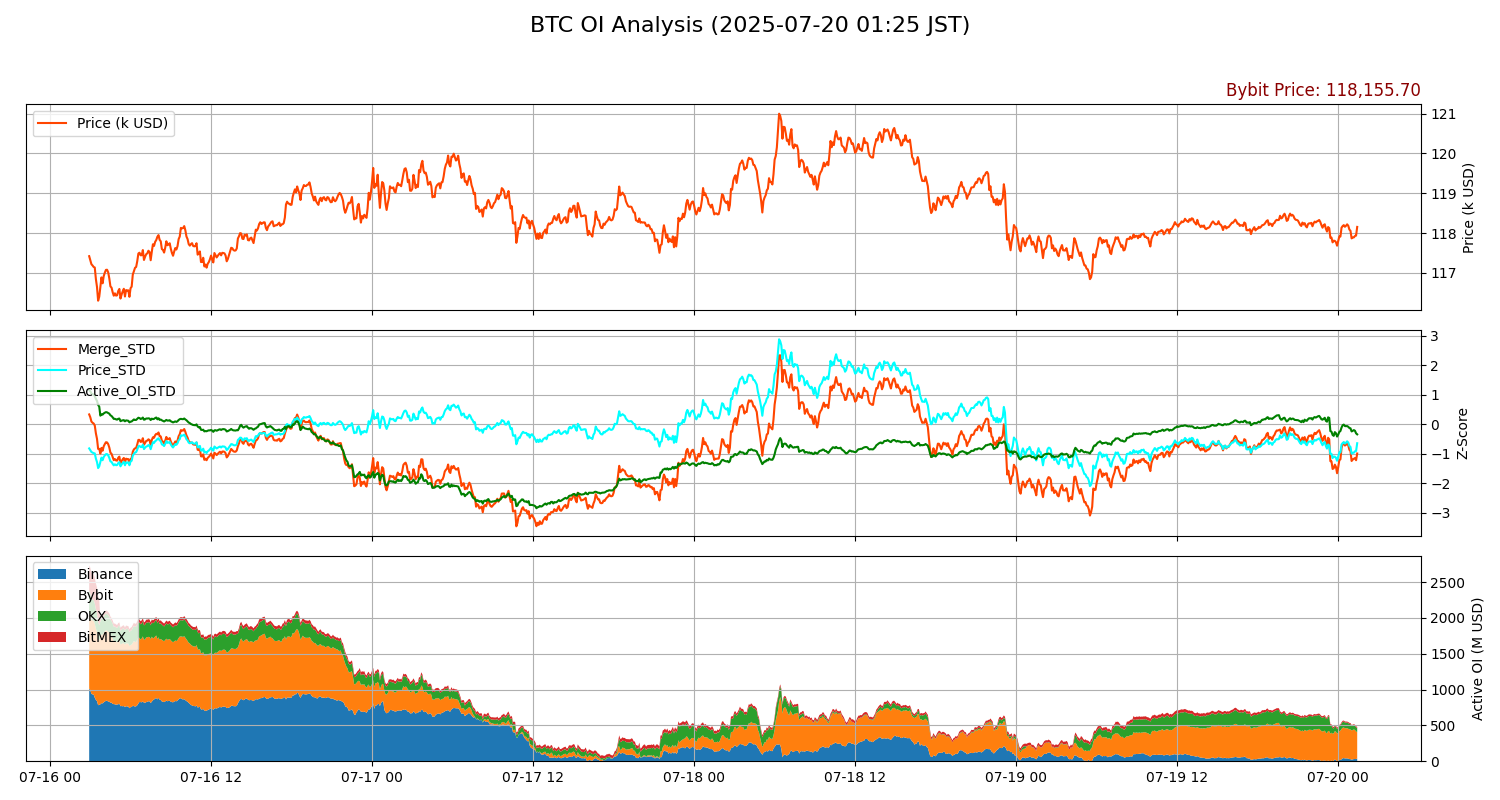 BTC OI Analysis (2025-07-20 01:25 JST)
Bybit Price: 118,155.70
Price (k USD)
121
120
119
118
117
Price (k USD)
Merge_STD
Price_STD
Active_OI_STD
3
2
1
0
−1
−2
−3
Z-Score
Binance
Bybit
OKX
BitMEX
2500
2000
1500
1000
500
0
Active OI (M USD)
07-16 00 07-16 12 07-17 00 07-17 12 07-18 00 07-18 12 07-19 00 07-19 12 07-20 00